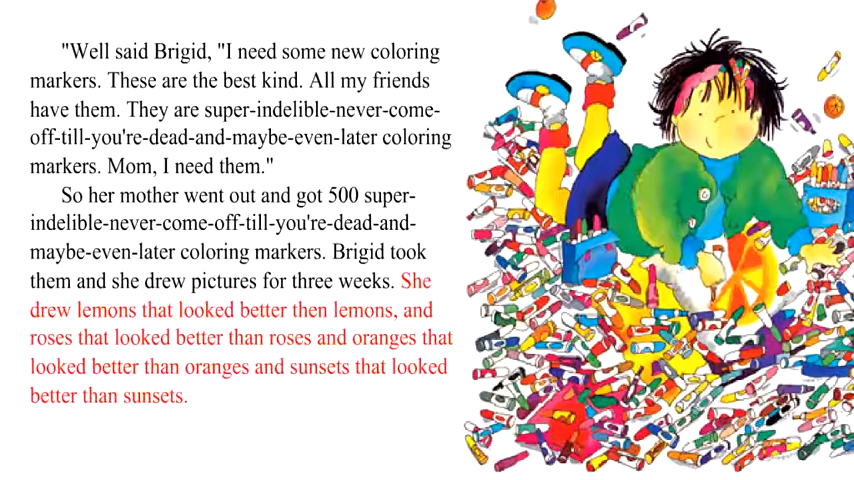 "Well said Brigid, "I need some new coloring
markers. These are the best kind. All my friends
have them. They are super-indelible-never-come-
off-till-you're-dead-and-maybe-even-later coloring
markers. Mom, I need them."
So her mother went out and got 500 super-
indelible-never-come-off-till-you're-dead-and-
maybe-even-later coloring markers. Brigid took
them and she drew pictures for three weeks. She
drew lemons that looked better then lemons, and
roses that looked better than roses and oranges that
looked better than oranges and sunsets that looked
better than sunsets.